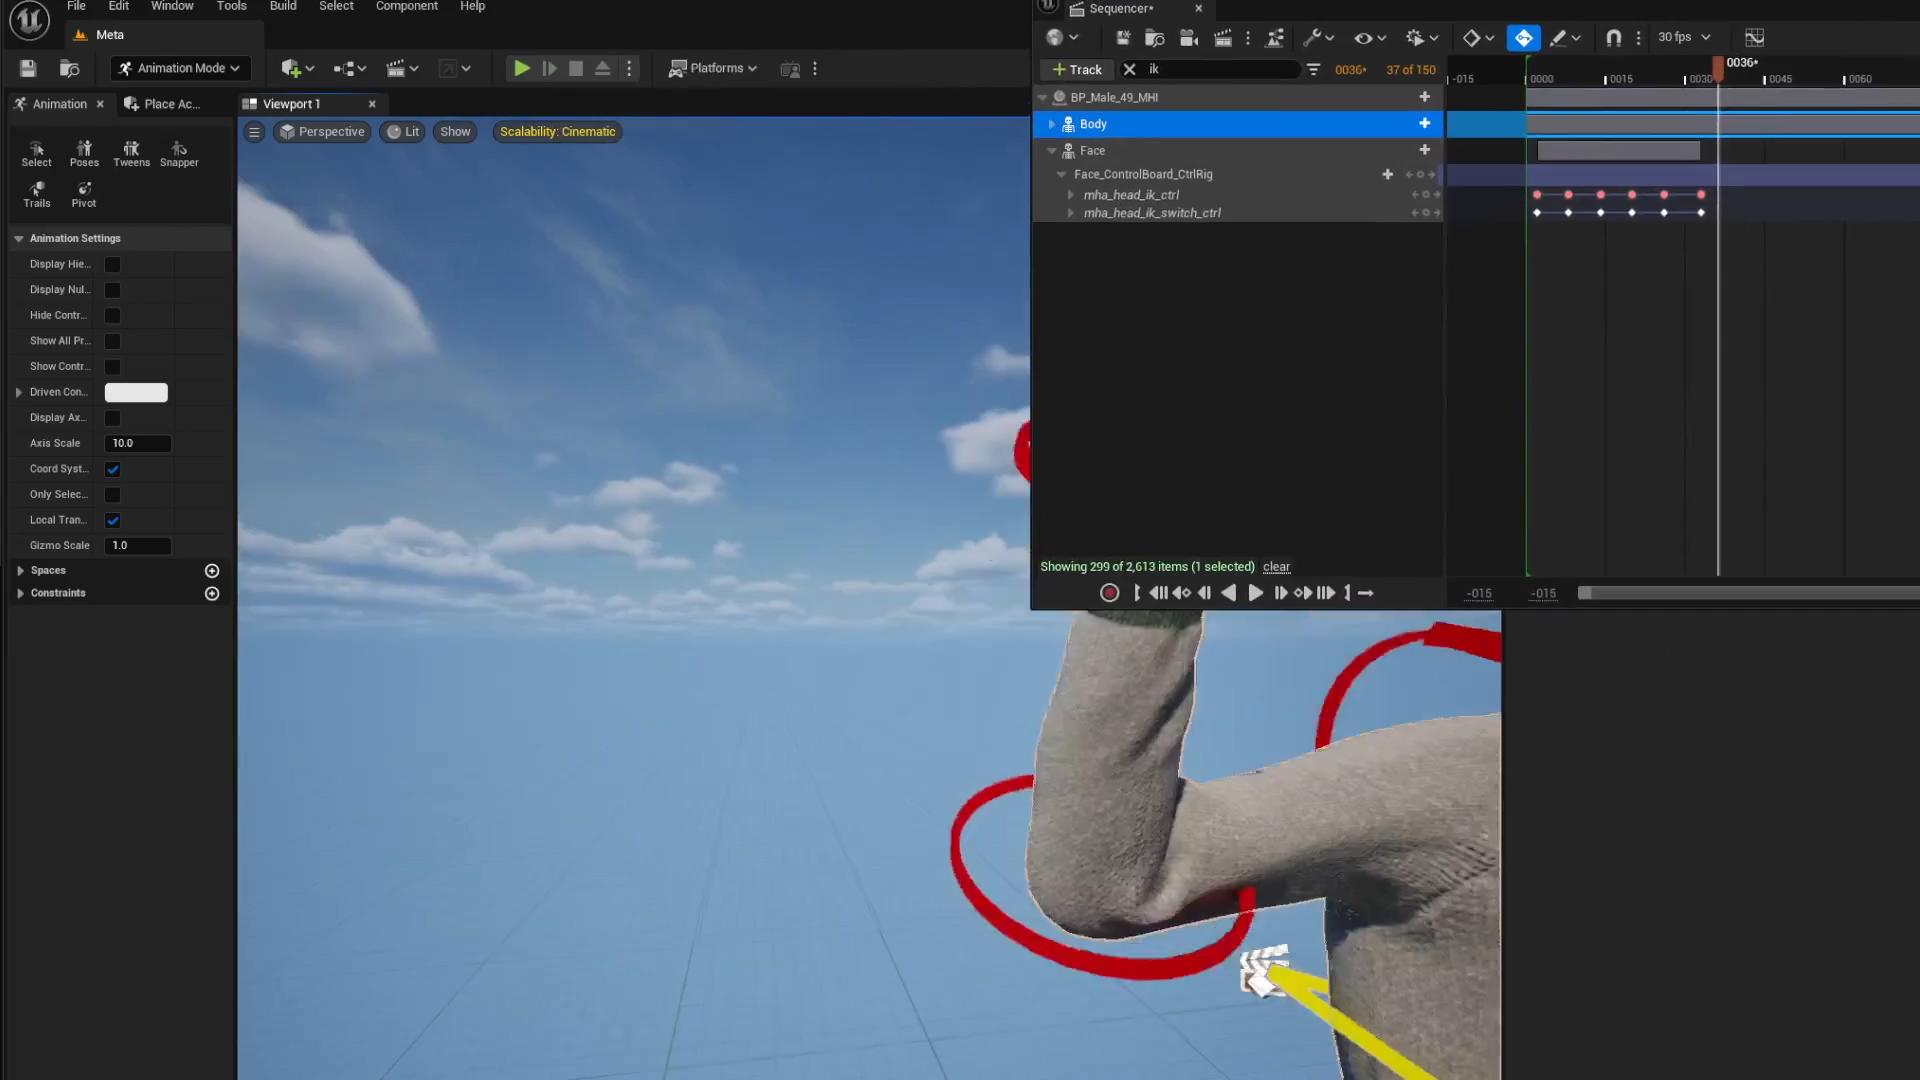 File Edit Window Tools Build Select Component Help
Meta
Animation Mode
Platforms
Animation
Place Ac...
Viewport 1
Perspective
Lit
Show
Scalability: Cinematic
Select
Poses
Tweens
Snapper
Trails
Pivot
Animation Settings
Display Hie...
Display Nul...
Hide Contr...
Show All Pr...
Show Contr...
Driven Con...
Display Ax...
Axis Scale 10.0
Coord Syst...
Only Selec...
Local Tran...
Gizmo Scale 1.0
Spaces
Constraints
Sequencer*
30 fps
Track
ik
0036*
37 of 150
-015 0000 0015 0030 0036* 0045 0060
BP_Male_49_MHI
Body
Face
Face_ControlBoard_CtrlRig
mha_head_ik_ctrl
mha_head_ik_switch_ctrl
Showing 299 of 2,613 items (1 selected) clear
-015 -015